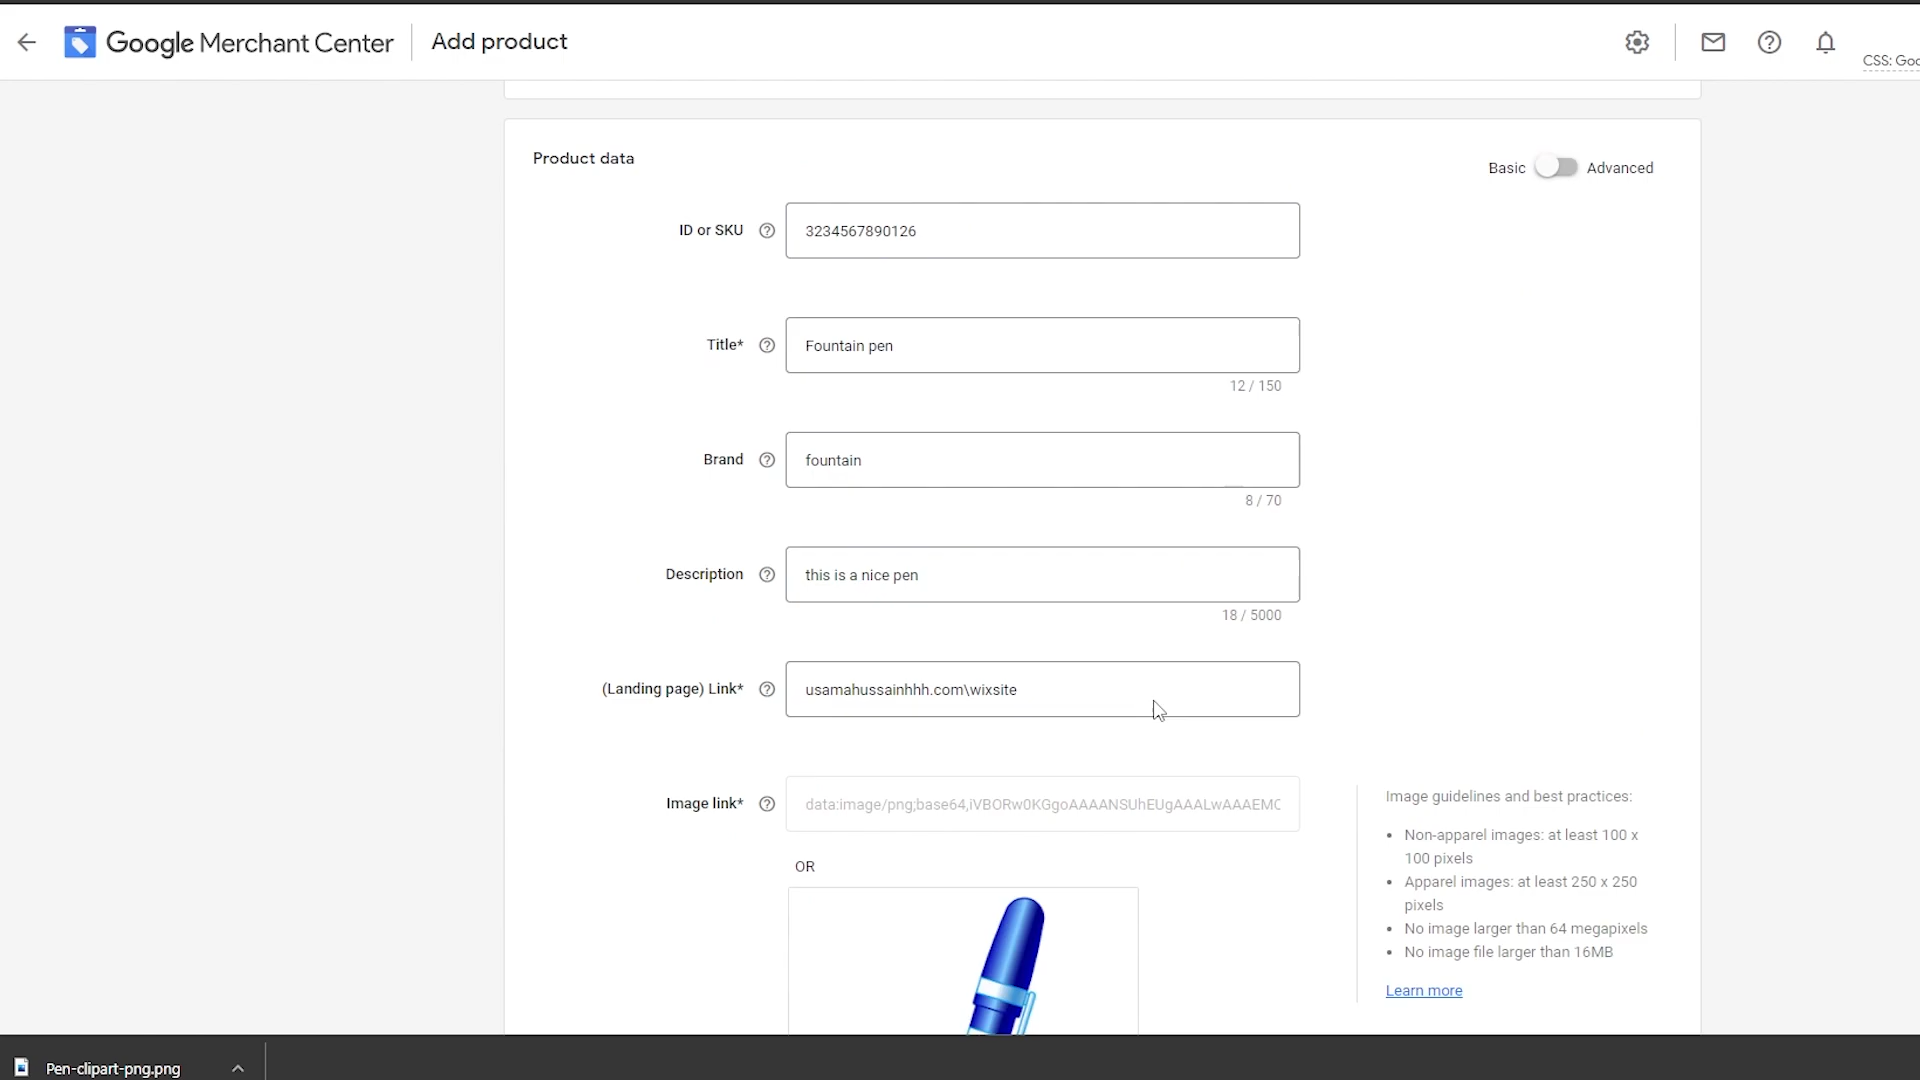 Google Merchant Center
Add product
CSS: Goo
Product data
Basic
Advanced
ID or SKU
3234567890126
Title*
Fountain pen
12 / 150
Brand
fountain
8 / 70
Description
this is a nice pen
18 / 5000
(Landing page) Link*
usamahussainhhh.com\wixsite
Image link*
data:image/png;base64,iVBORw0KGgoAAAANSUhEUgAAALwAAAEMC
OR
Image guidelines and best practices:
Non-apparel images: at least 100 x
100 pixels
Apparel images: at least 250 x 250
pixels
No image larger than 64 megapixels
No image file larger than 16MB
Learn more
Pen-clipart-png.png